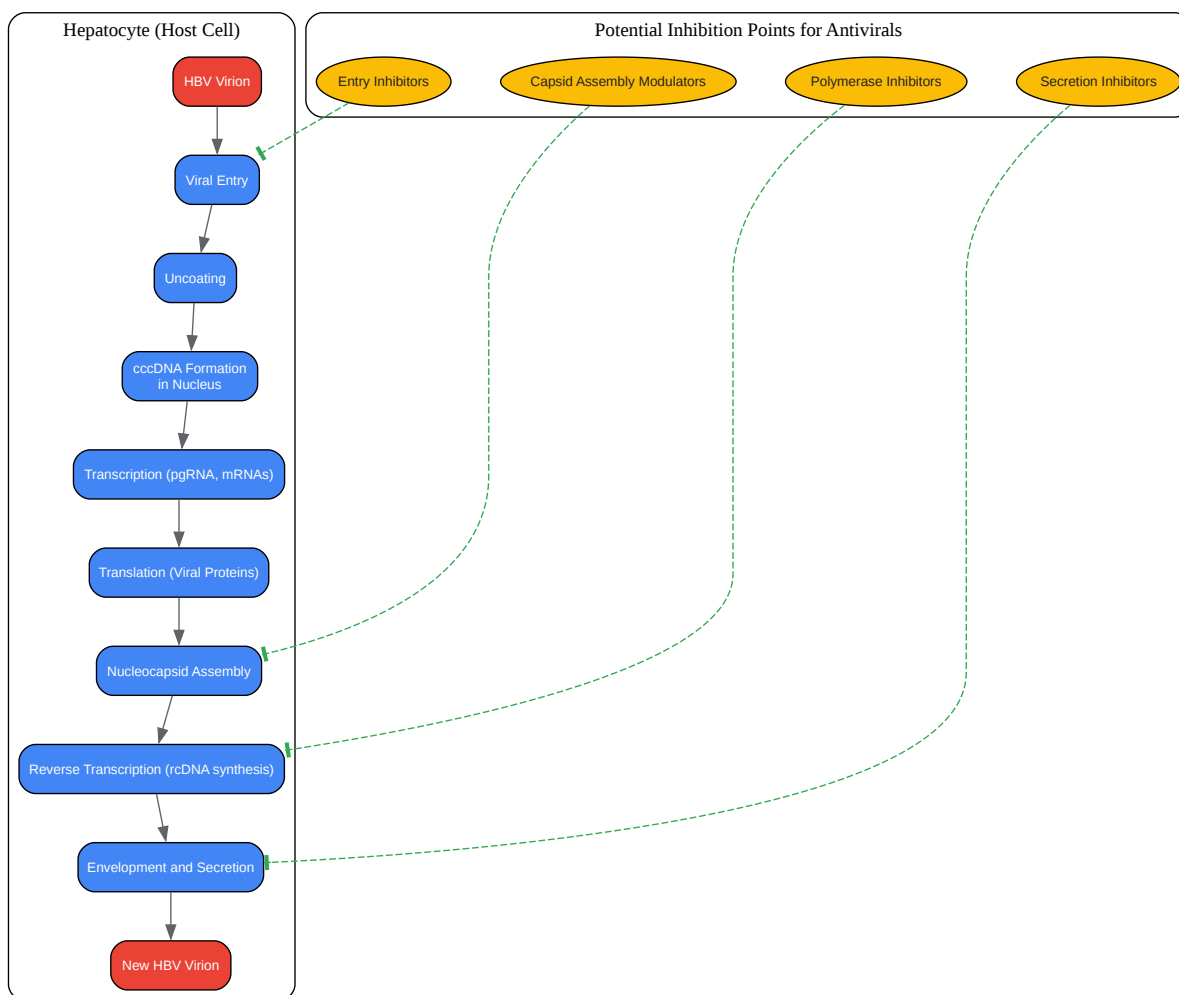 Hepatocyte (Host Cell)
Potential Inhibition Points for Antivirals
HBV Virion
Entry Inhibitors
Capsid Assembly Modulators
Polymerase Inhibitors
Secretion Inhibitors
Viral Entry
Uncoating
cccDNA Formation
in Nucleus
Transcription (pgRNA, mRNAs)
Translation (Viral Proteins)
Nucleocapsid Assembly
Reverse Transcription (rcDNA synthesis)
Envelopment and Secretion
New HBV Virion